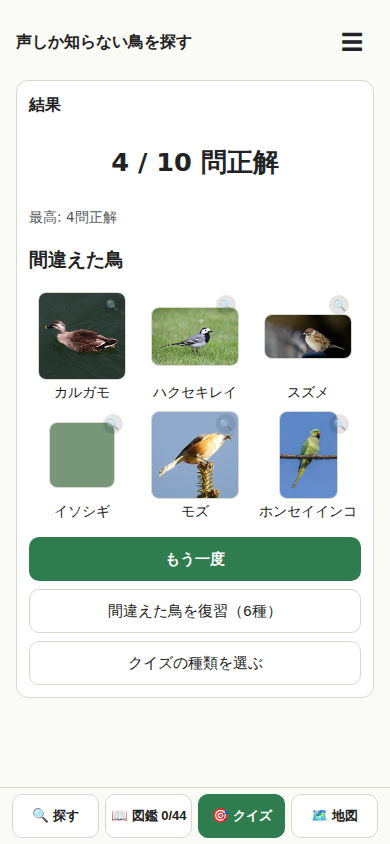 声しか知らない鳥を探す
結果
4 / 10 問正解
最高: 4問正解
間違えた鳥
カルガモ
ハクセキレイ
スズメ
イソシギ
モズ
ホンセイインコ
もう一度
間違えた鳥を復習（6種）
クイズの種類を選ぶ
探す
図鑑 0/44
クイズ
地図